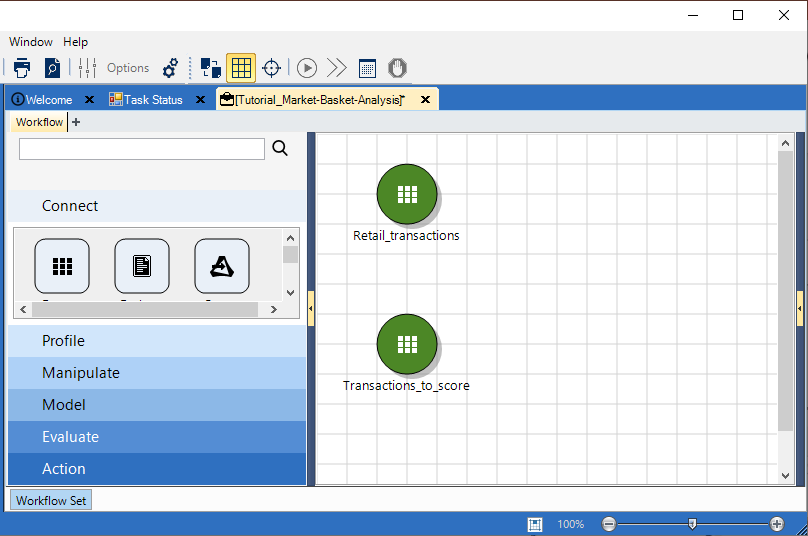 Window Help
Options
Welcome Task Status [Tutorial_Market-Basket-Analysis]*
Workflow
Connect
Retail_transactions
Profile
Manipulate
Model
Transactions_to_score
Evaluate
Action
Workflow Set
100%